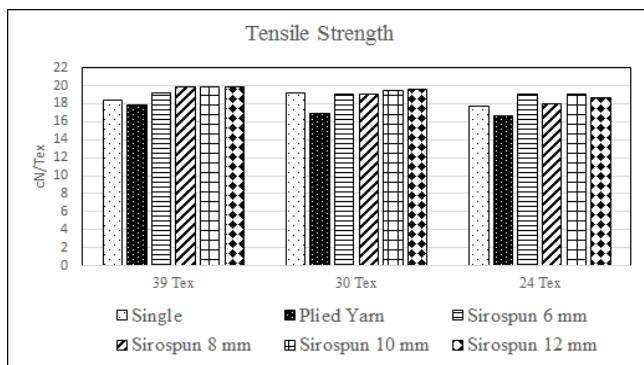 Tensile Strength
22
20
18
16
14
12
10
8
6
4
2
0
cN/Tex
39 Tex 30 Tex 24 Tex
Single Plied Yarn Sirospun 6 mm
Sirospun 8 mm Sirospun 10 mm Sirospun 12 mm